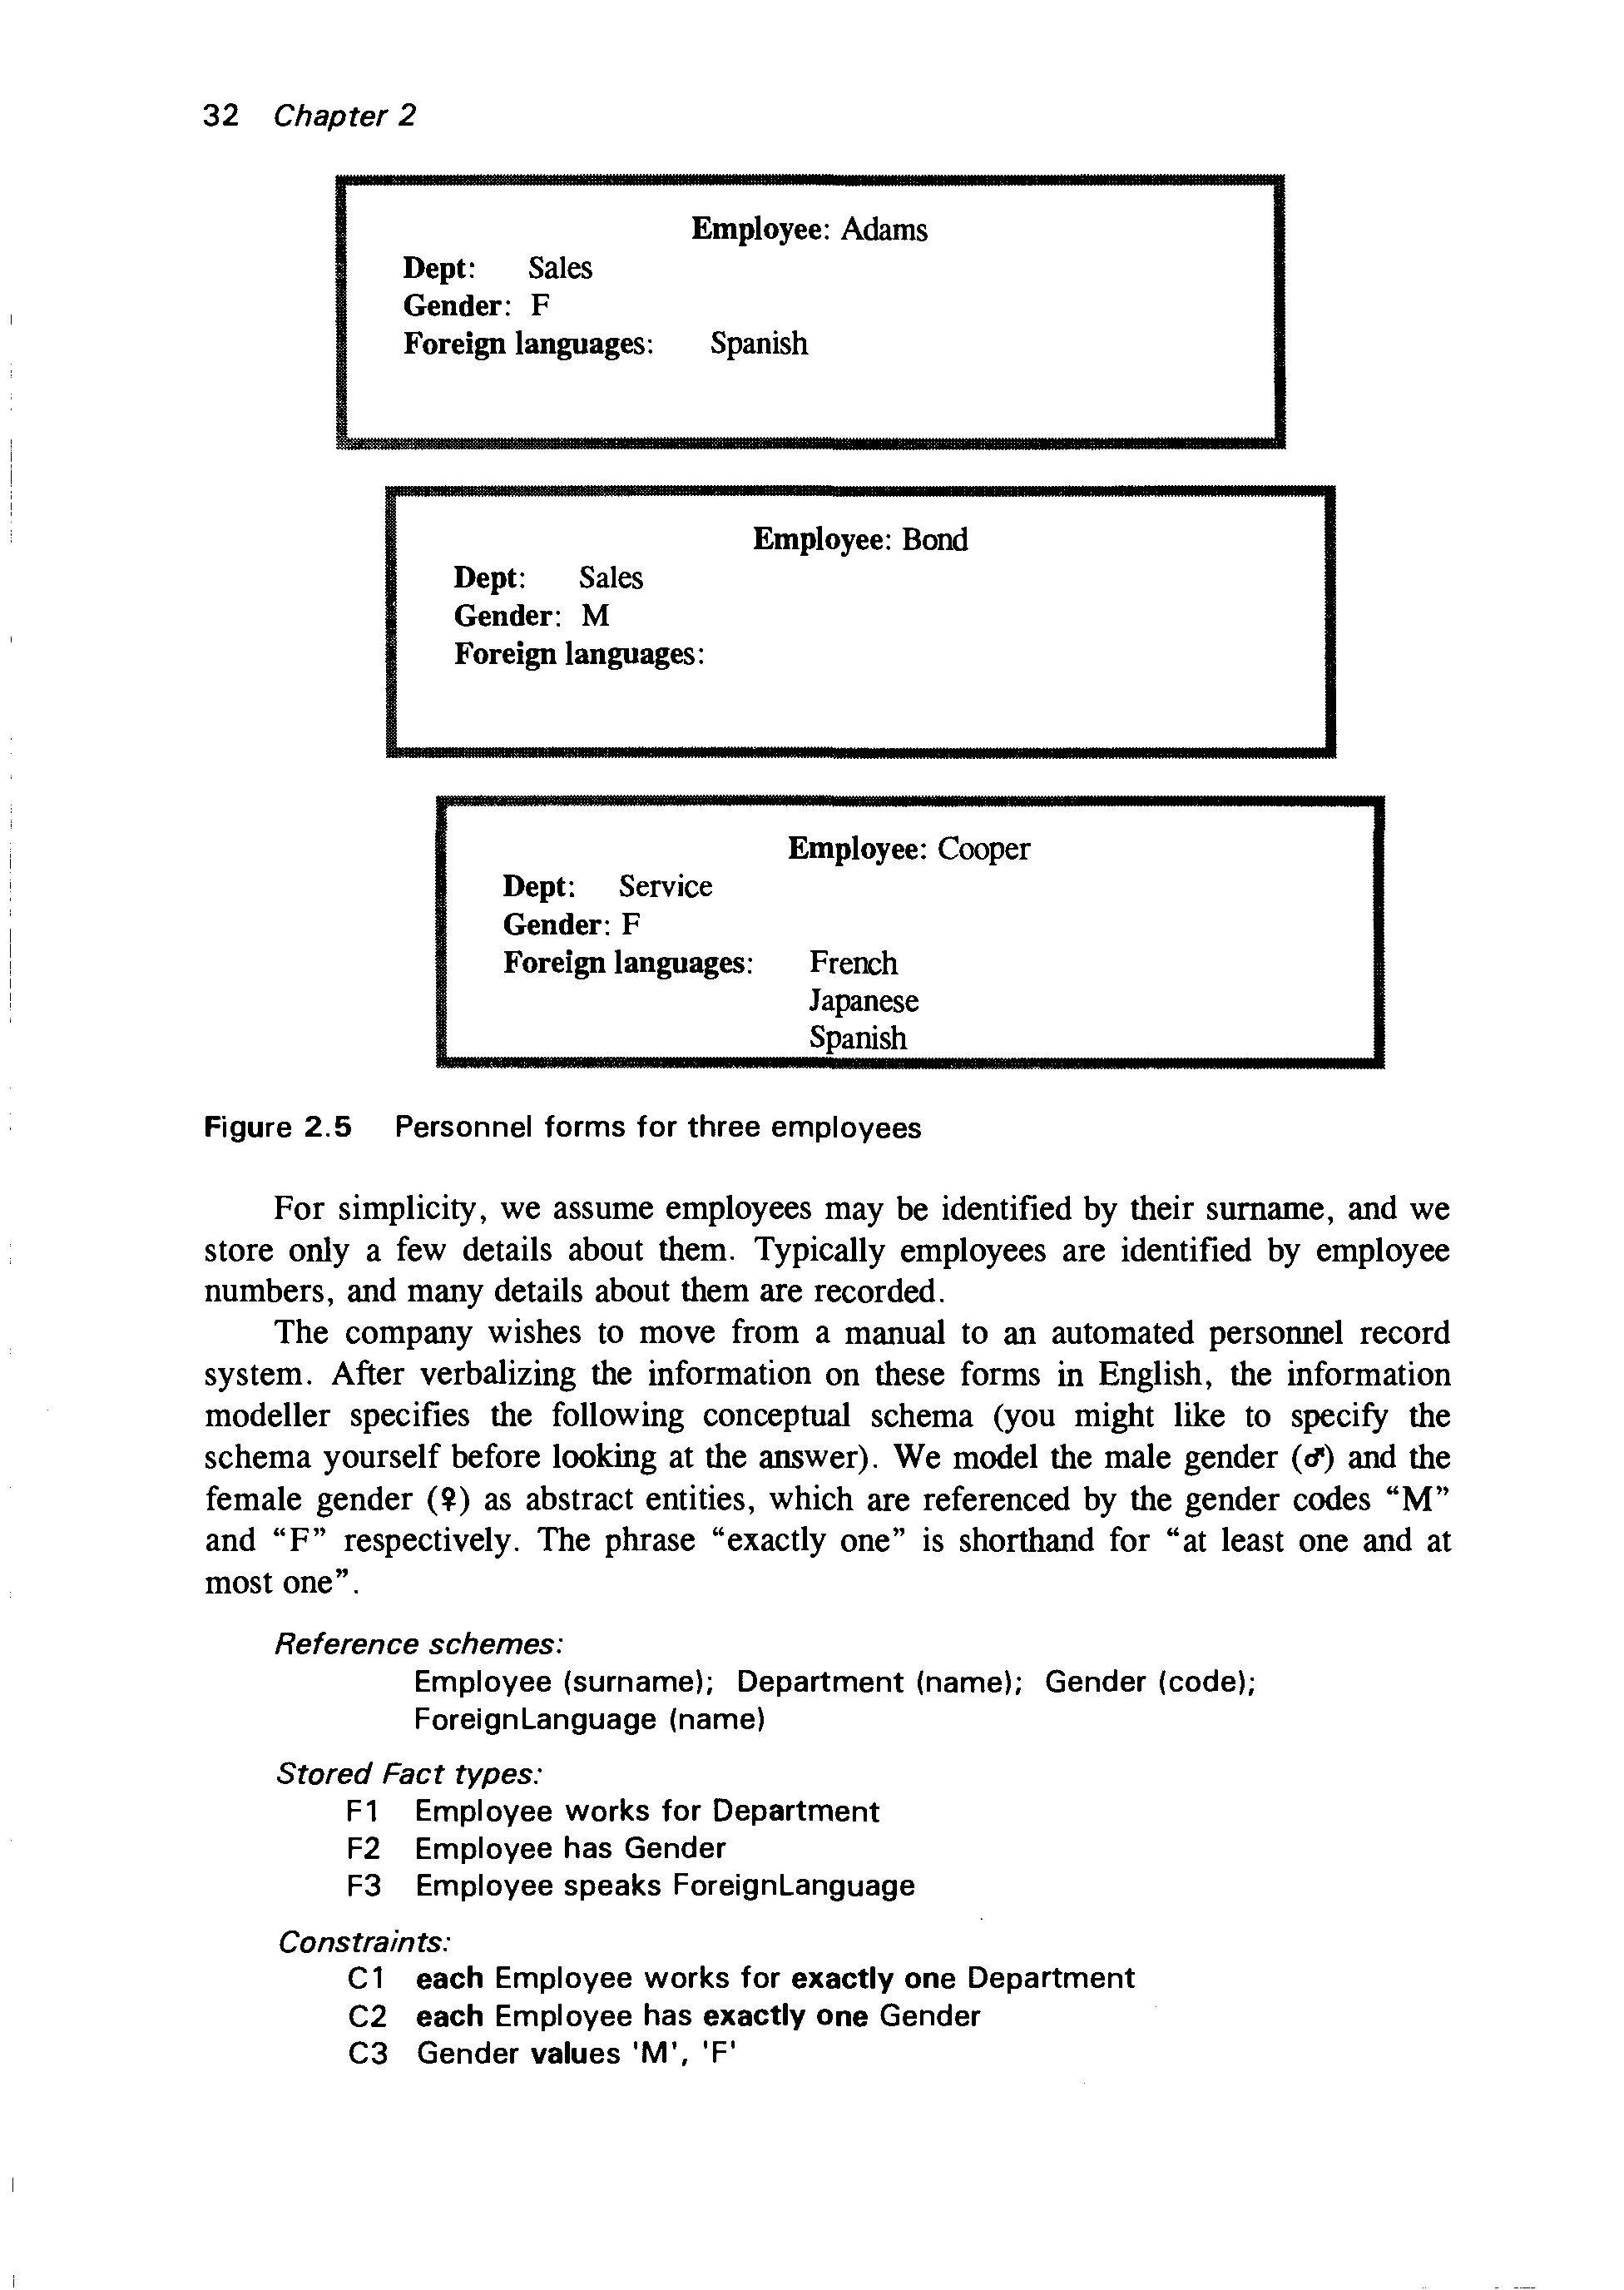 32 Chapter 2
Employee: Adams
Dept: Sales
Gender: F
Foreign languages: Spanish
Employee: Bond
Dept: Sales
Gender: M
Foreign languages:
Employee: Cooper
Dept: Service
Gender: F
Foreign languages: French
Japanese
Spanish
Figure 2.5 Personnel forms for three employees
For simplicity, we assume employees may be identified by their surname, and we
store only a few details about them. Typically employees are identified by employee
numbers, and many details about them are recorded.
The company wishes to move from a manual to an automated personnel record
system. After verbalizing the information on these forms in English, the information
modeller specifies the following conceptual schema (you might like to specify the
schema yourself before looking at the answer). We model the male gender (♂) and the
female gender (♀) as abstract entities, which are referenced by the gender codes “M”
and “F” respectively. The phrase “exactly one” is shorthand for “at least one and at
most one”.
Reference schemes:
Employee (surname); Department (name); Gender (code);
ForeignLanguage (name)
Stored Fact types:
F1 Employee works for Department
F2 Employee has Gender
F3 Employee speaks ForeignLanguage
Constraints:
C1 each Employee works for exactly one Department
C2 each Employee has exactly one Gender
C3 Gender values 'M', 'F'